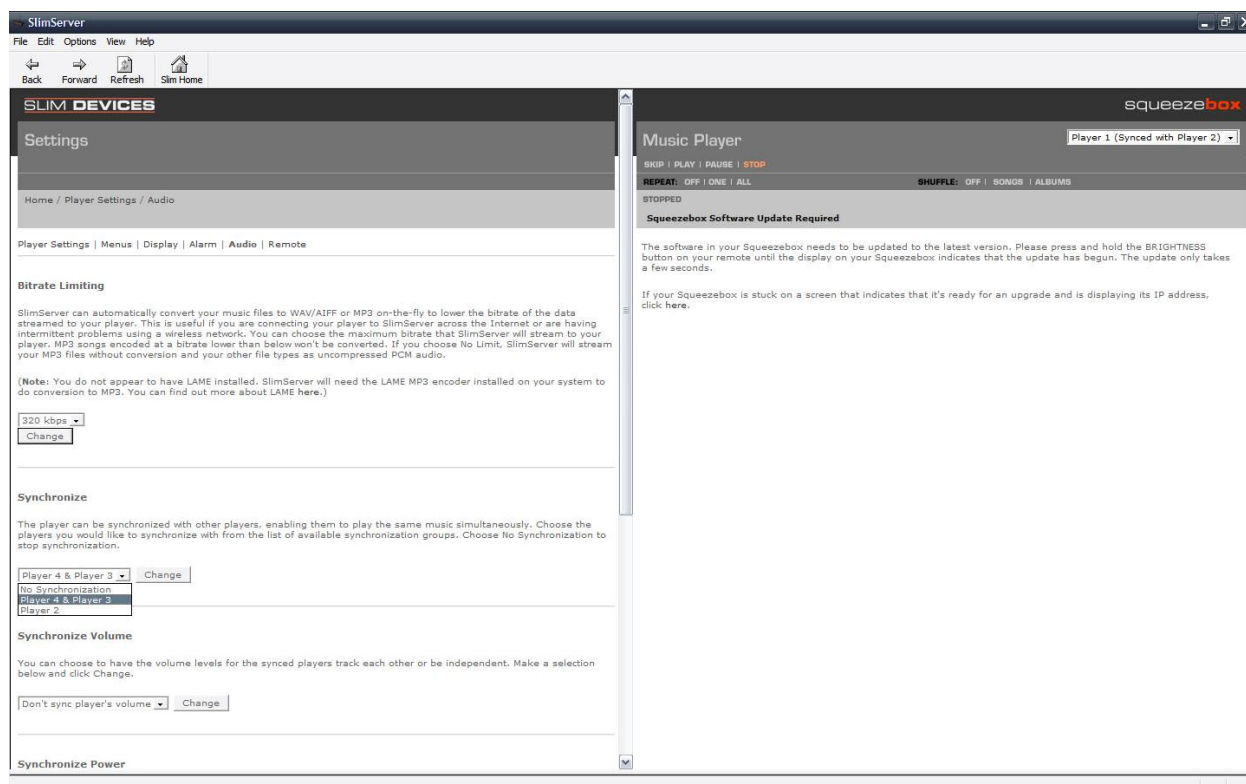 SlimServer
File Edit Options View Help
Back Forward Refresh Slim Home
SLIM DEVICES
Settings
Home / Player Settings / Audio
Player Settings | Menus | Display | Alarm | Audio | Remote
Bitrate Limiting
SlimServer can automatically convert your music files to WAV/AIFF or MP3 on-the-fly to lower the bitrate of the data
streamed to your player. This is useful if you are connecting your player to SlimServer across the Internet or are having
intermittent problems using a wireless network. You can choose the maximum bitrate that SlimServer will stream to your
player. MP3 songs encoded at a bitrate lower than below won't be converted. If you choose No Limit, SlimServer will stream
your MP3 files without conversion and your other file types as uncompressed PCM audio.
(Note: You do not appear to have LAME installed. SlimServer will need the LAME MP3 encoder installed on your system to
do conversion to MP3. You can find out more about LAME here.)
320 kbps
Change
Synchronize
The player can be synchronized with other players, enabling them to play the same music simultaneously. Choose the
players you would like to synchronize with from the list of available synchronization groups. Choose No Synchronization to
stop synchronization.
Player 4 & Player 3 Change
No Synchronization
Player 4 & Player 3
Player 2
Synchronize Volume
You can choose to have the volume levels for the synced players track each other or be independent. Make a selection
below and click Change.
Don't sync player's volume Change
Synchronize Power
squeezebox
Music Player Player 1 (Synced with Player 2)
SKIP | PLAY | PAUSE | STOP
REPEAT: OFF | ONE | ALL SHUFFLE: OFF | SONGS | ALBUMS
STOPPED
Squeezebox Software Update Required
The software in your Squeezebox needs to be updated to the latest version. Please press and hold the BRIGHTNESS
button on your remote until the display on your Squeezebox indicates that the update has begun. The update only takes
a few seconds.
If your Squeezebox is stuck on a screen that indicates that it's ready for an upgrade and is displaying its IP address,
click here.